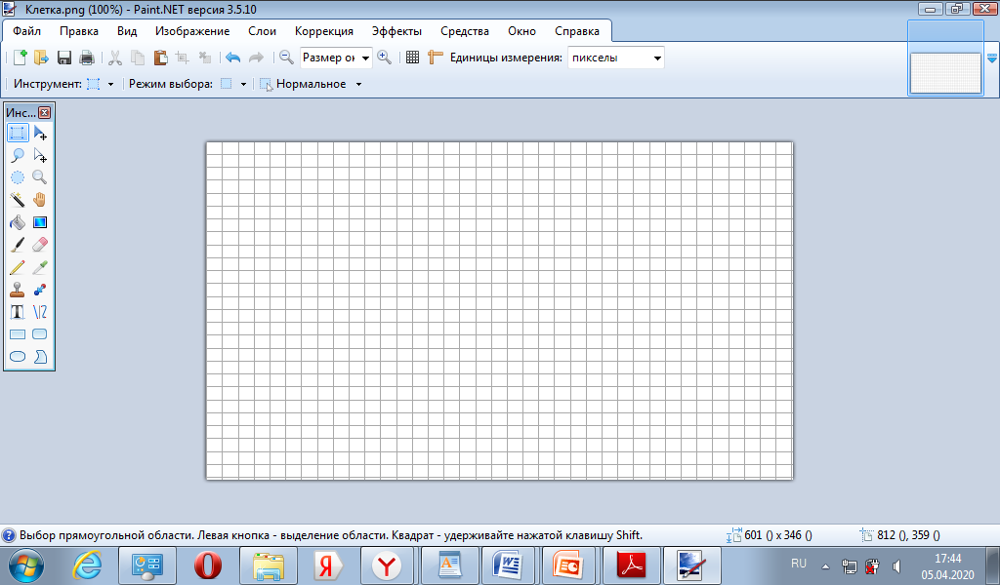 Клетка.png (100%) - Paint.NET версия 3.5.10
Файл Правка Вид Изображение Слои Коррекция Эффекты Средства Окно Справка
Размер ок Единицы измерения: пикселы
Инструмент: Режим выбора: Нормальное
Инс...
Выбор прямоугольной области. Левая кнопка - выделение области. Квадрат - удерживайте нажатой клавишу Shift. 601 () x 346 () 812 (), 359 ()
RU 17:44
05.04.2020